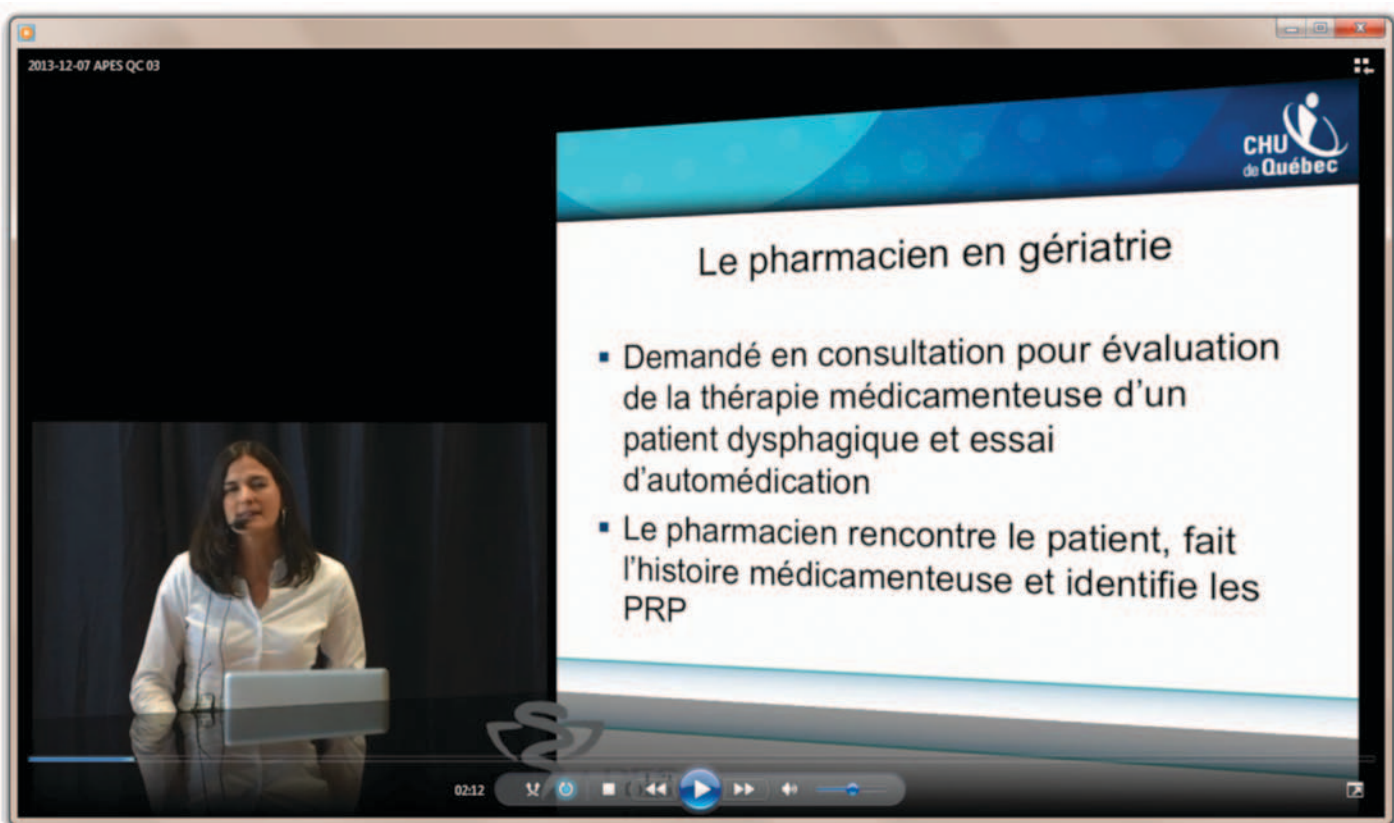 2013-12-07 APES QC 03
CHU
de Québec
Le pharmacien en gériatrie
▪ Demandé en consultation pour évaluation
de la thérapie médicamenteuse d'un
patient dysphagique et essai
d'automédication
▪ Le pharmacien rencontre le patient, fait
l'histoire médicamenteuse et identifie les
PRP
02:12